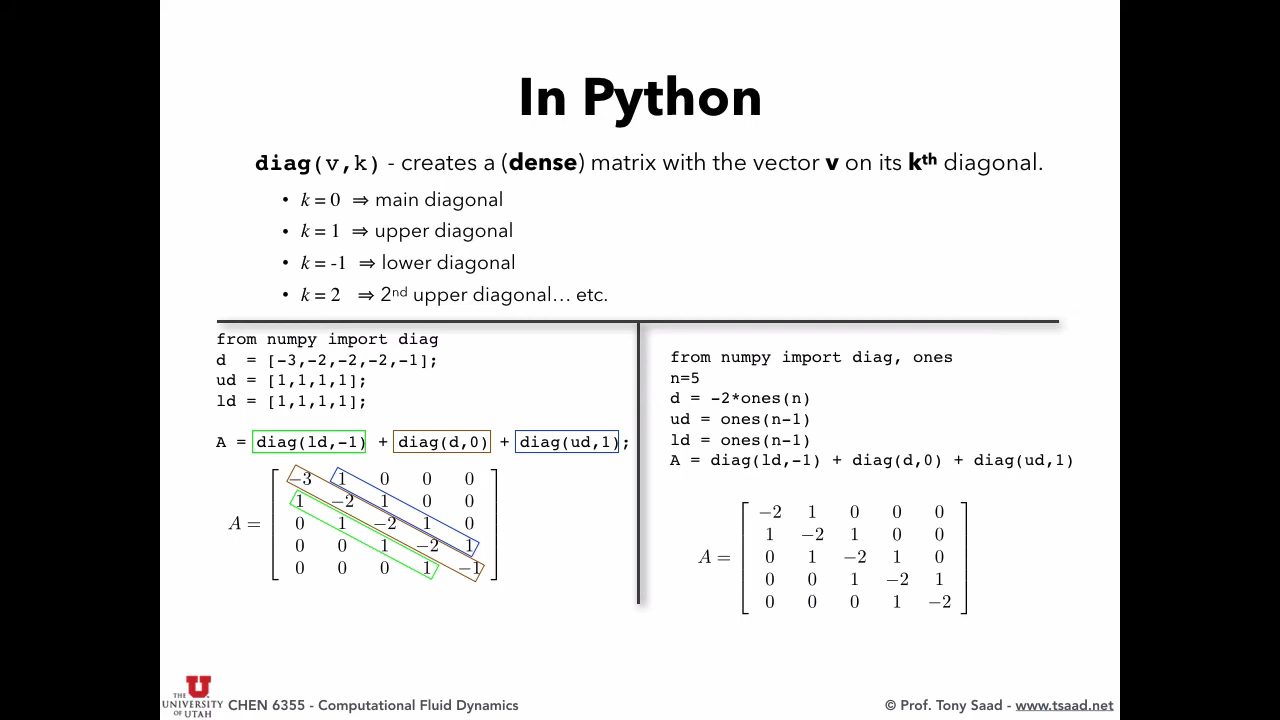 In Python
diag(v,k) - creates a (dense) matrix with the vector v on its kth diagonal.
• k = 0 ⇒ main diagonal
• k = 1 ⇒ upper diagonal
• k = -1 ⇒ lower diagonal
• k = 2 ⇒ 2nd upper diagonal… etc.
from numpy import diag
d = [-3,-2,-2,-2,-1];
ud = [1,1,1,1];
ld = [1,1,1,1];
A = diag(ld,-1) + diag(d,0) + diag(ud,1);
−3 1 0 0 0
1 −2 1 0 0
A = 0 1 −2 1 0
0 0 1 −2 1
0 0 0 1 −1
from numpy import diag, ones
n=5
d = -2*ones(n)
ud = ones(n-1)
ld = ones(n-1)
A = diag(ld,-1) + diag(d,0) + diag(ud,1)
−2 1 0 0 0
1 −2 1 0 0
A = 0 1 −2 1 0
0 0 1 −2 1
0 0 0 1 −2
THE
UNIVERSITY
OF UTAH
CHEN 6355 - Computational Fluid Dynamics
© Prof. Tony Saad - www.tsaad.net